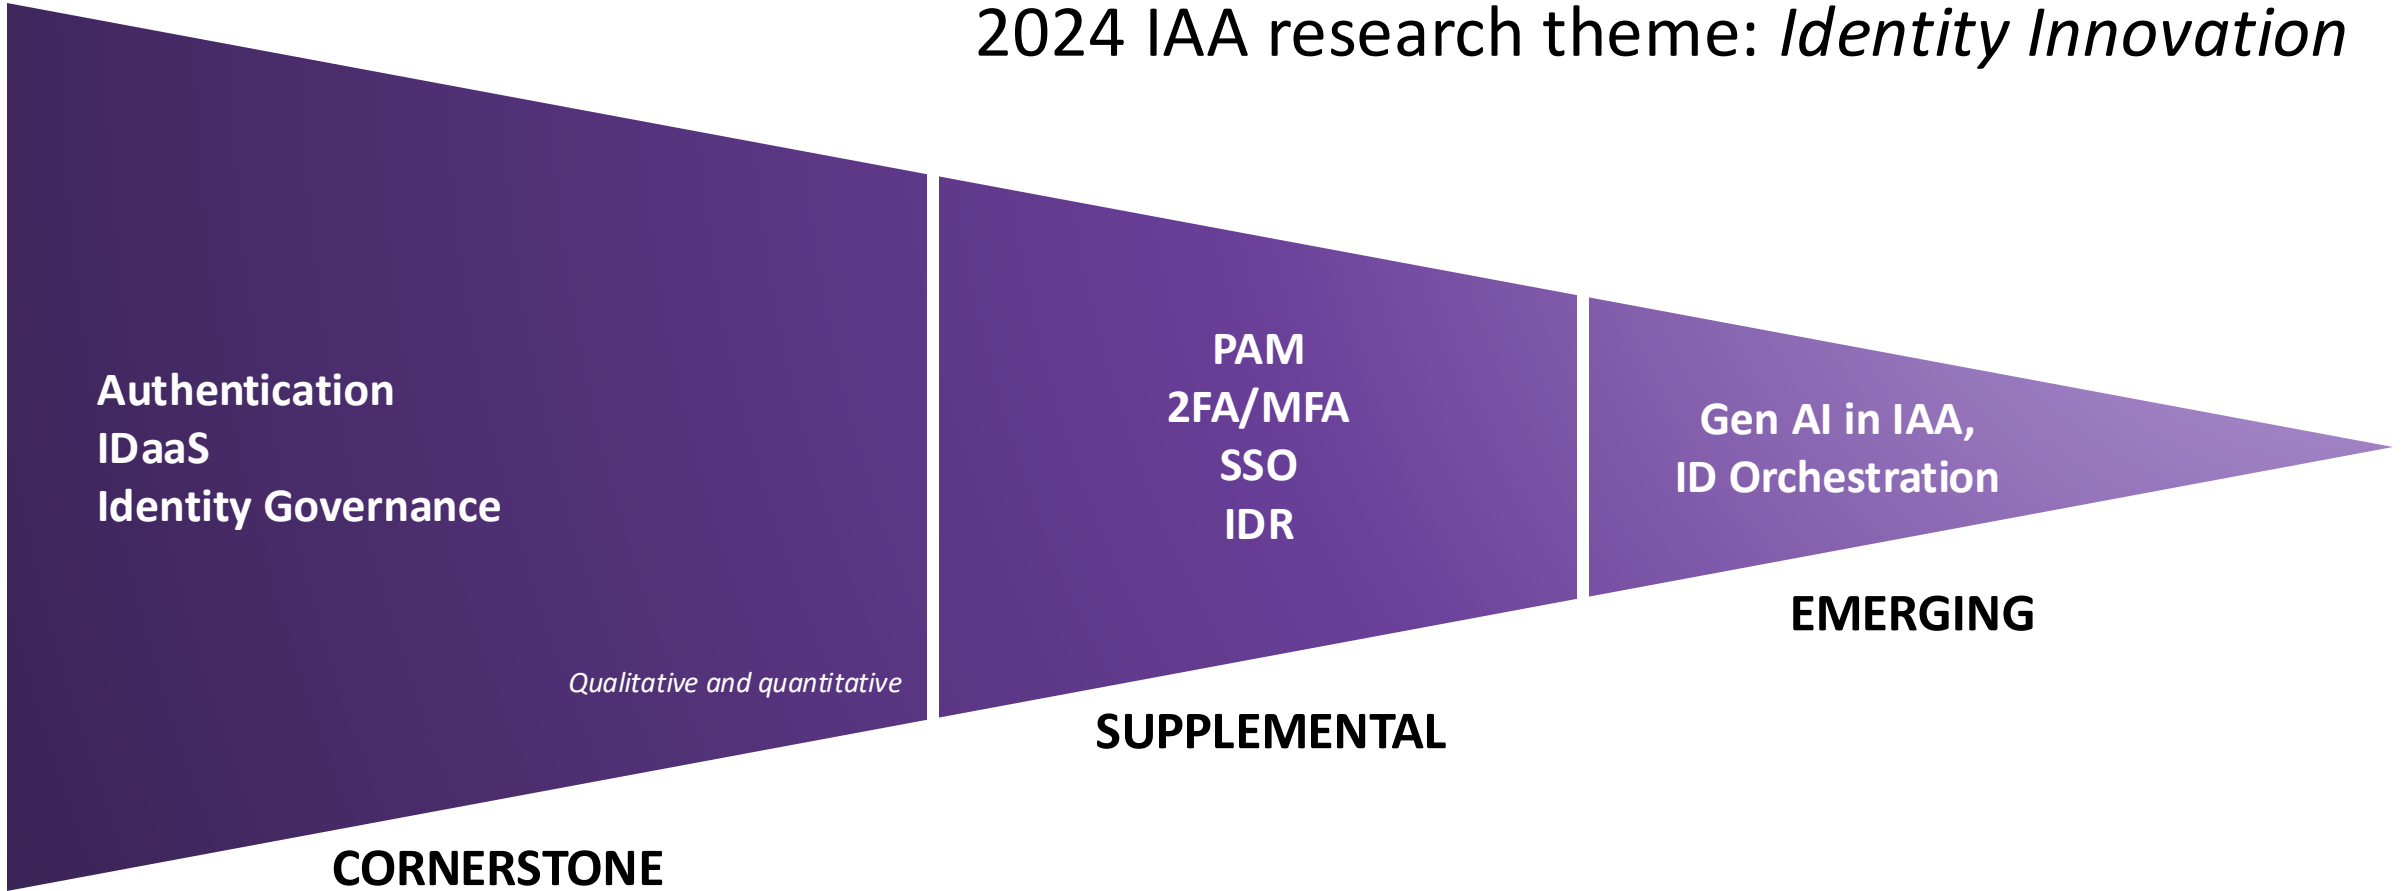 2024 IAA research theme: Identity Innovation
Authentication
IDaaS
Identity Governance
Qualitative and quantitative
CORNERSTONE
PAM
2FA/MFA
SSO
IDR
SUPPLEMENTAL
Gen AI in IAA,
ID Orchestration
EMERGING